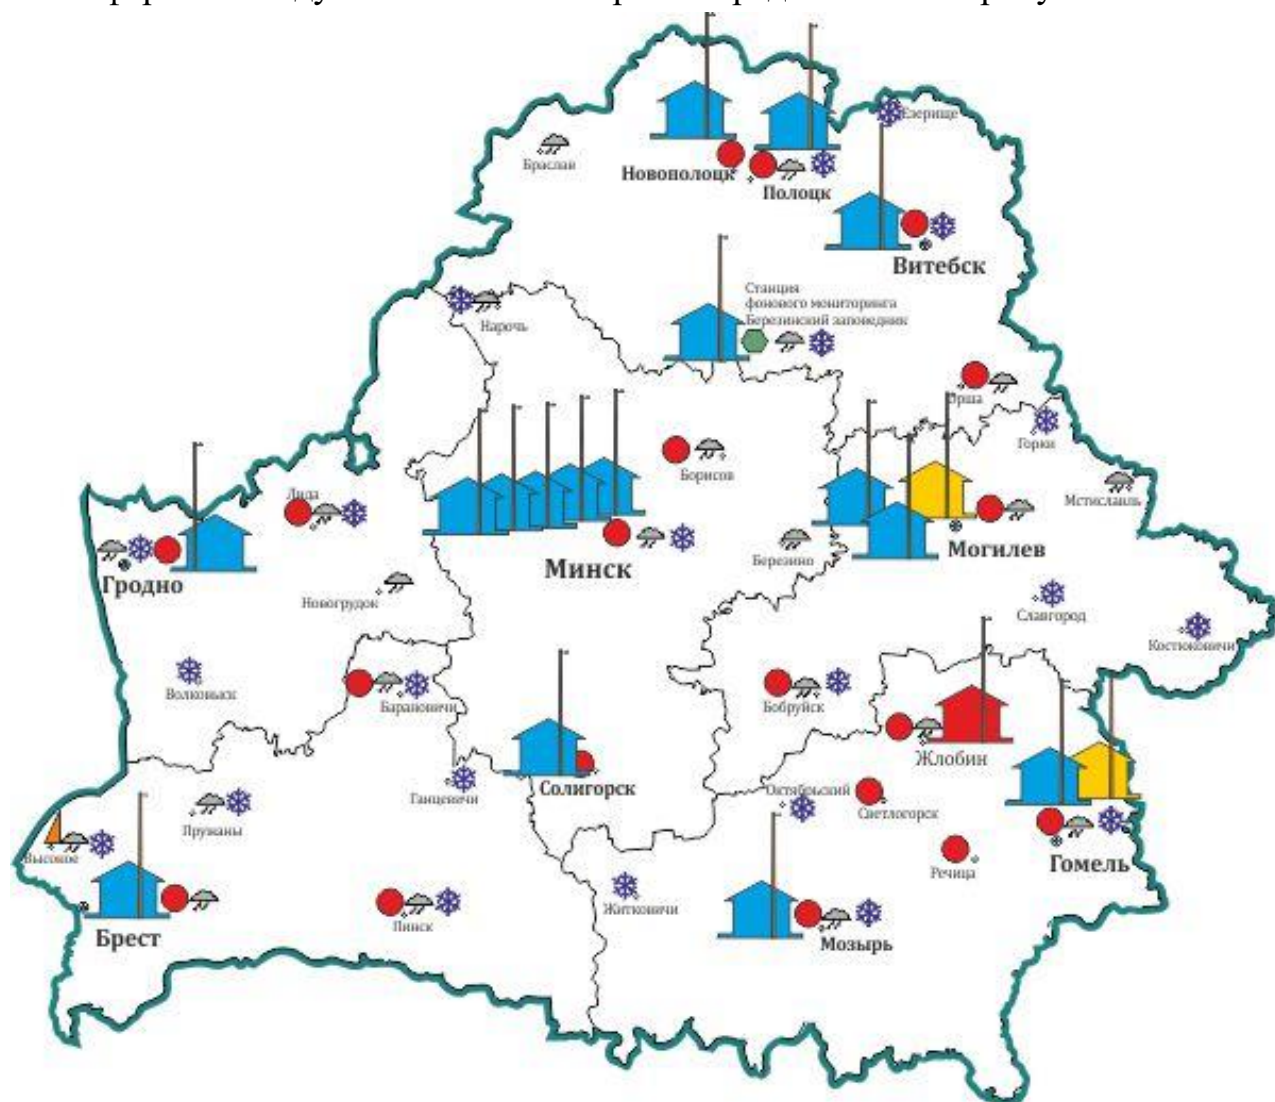 Езерище
Браслав
Новополоцк
Полоцк
Витебск
Станция
фонового мониторинга
Березинский заповедник
Нарочь
Орша
Горки
Борисов
Мстиславль
Лида
Минск
Березино
Могилев
Гродно
Новогрудок
Славгород
Костюковичи
Волковыск
Барановичи
Бобруйск
Жлобин
Ганцевичи
Солигорск
Октябрьский
Светлогорск
Пружаны
Высокое
Гомель
Речица
Житковичи
Пинск
Брест
Мозырь